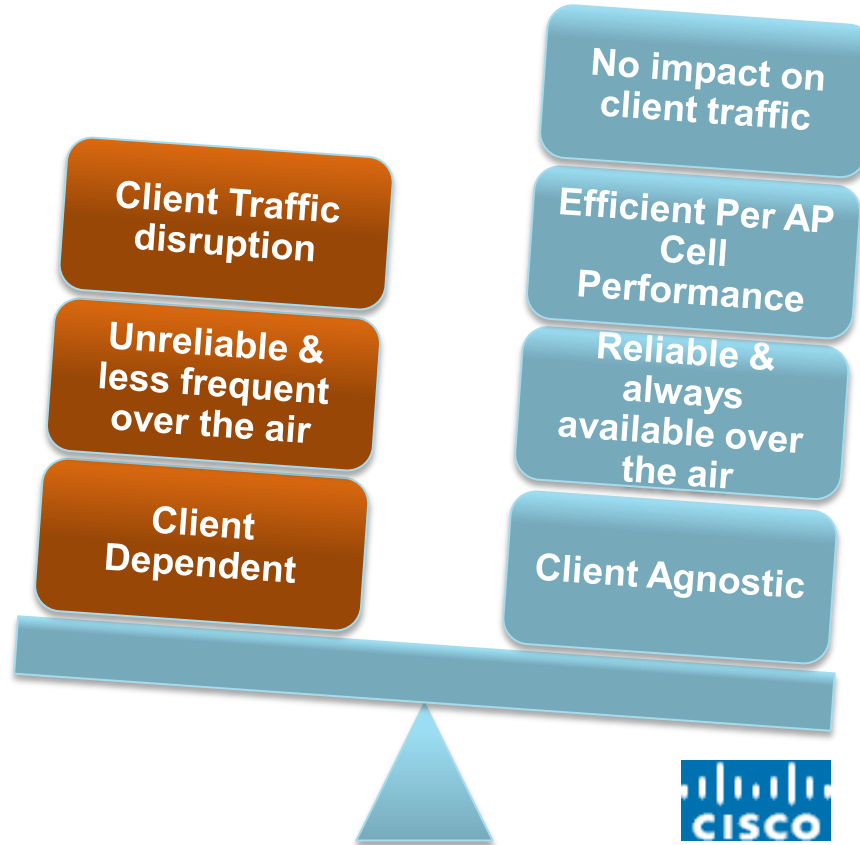 Client Traffic
disruption
Unreliable &
less frequent
over the air
Client
Dependent
No impact on
client traffic
Efficient Per AP
Cell
Performance
Reliable &
always
available over
the air
Client Agnostic
CISCO